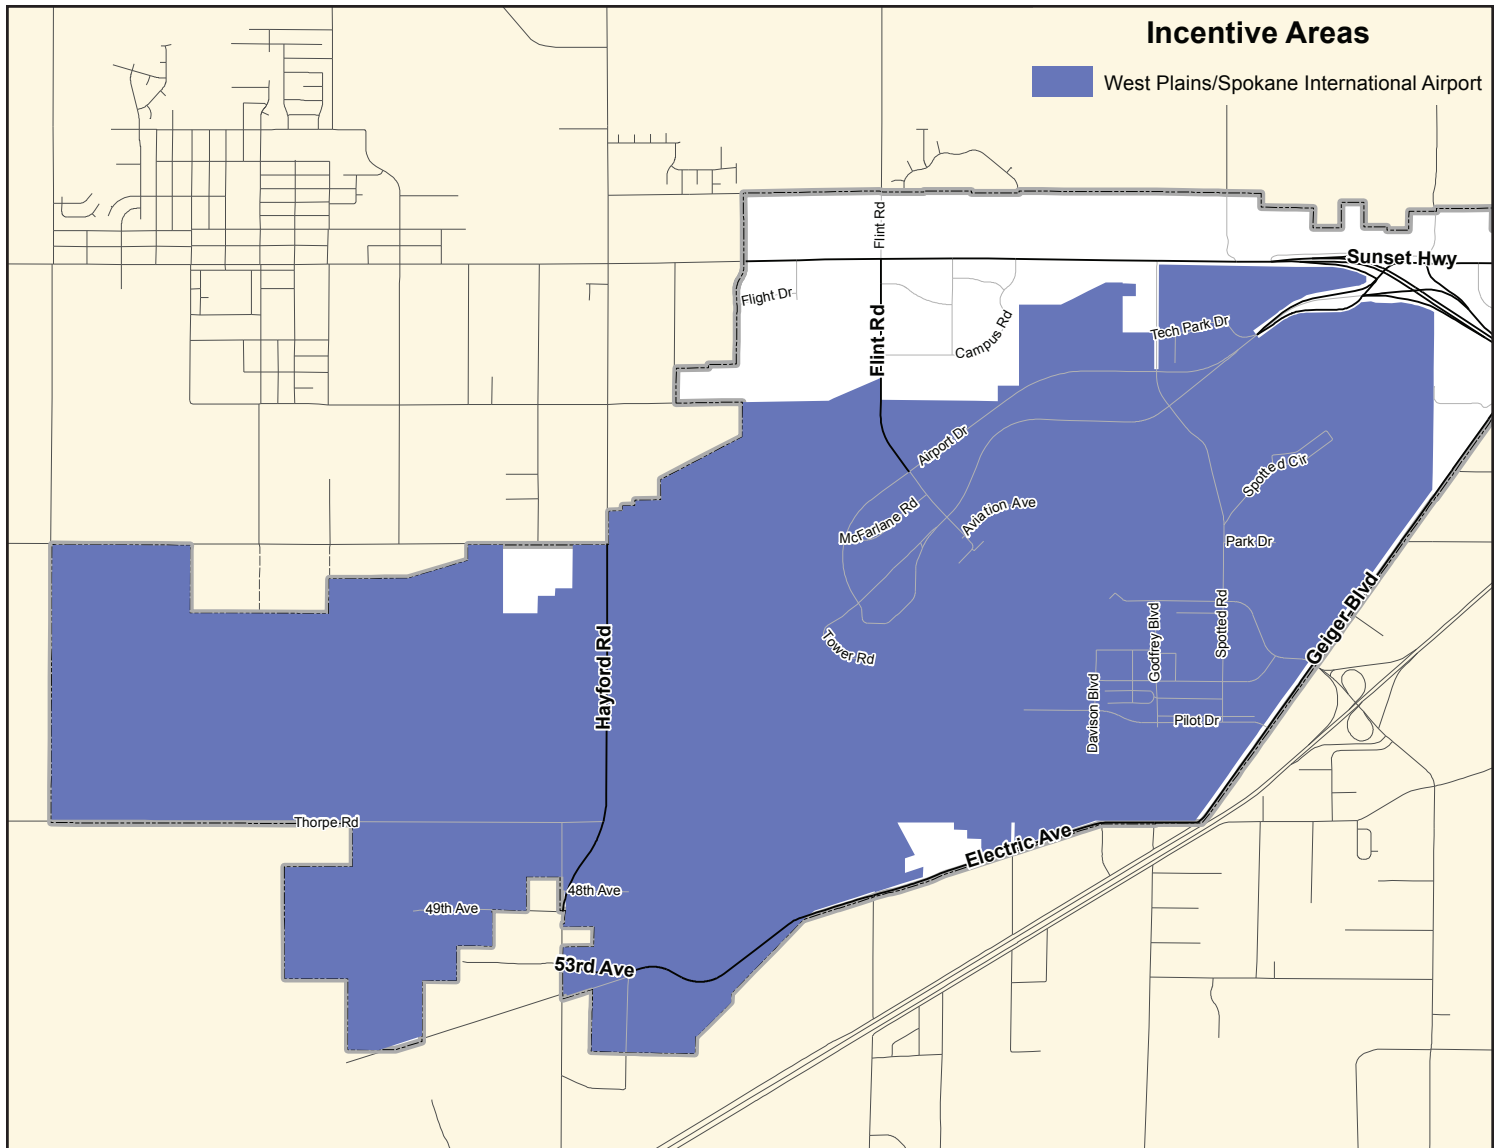 Incentive Areas
West Plains/Spokane International Airport
Flint Rd
Sunset Hwy
Flight Dr
Flint Rd
Campus Rd
Tech Park Dr
Airport Dr
Spotted Cir
McFarlane Rd
Aviation Ave
Park Dr
Geiger Blvd
Hayford Rd
Tower Rd
Godfrey Blvd
Spotted Rd
Davison Blvd
Pilot Dr
Thorpe Rd
Electric Ave
48th Ave
49th Ave
53rd Ave